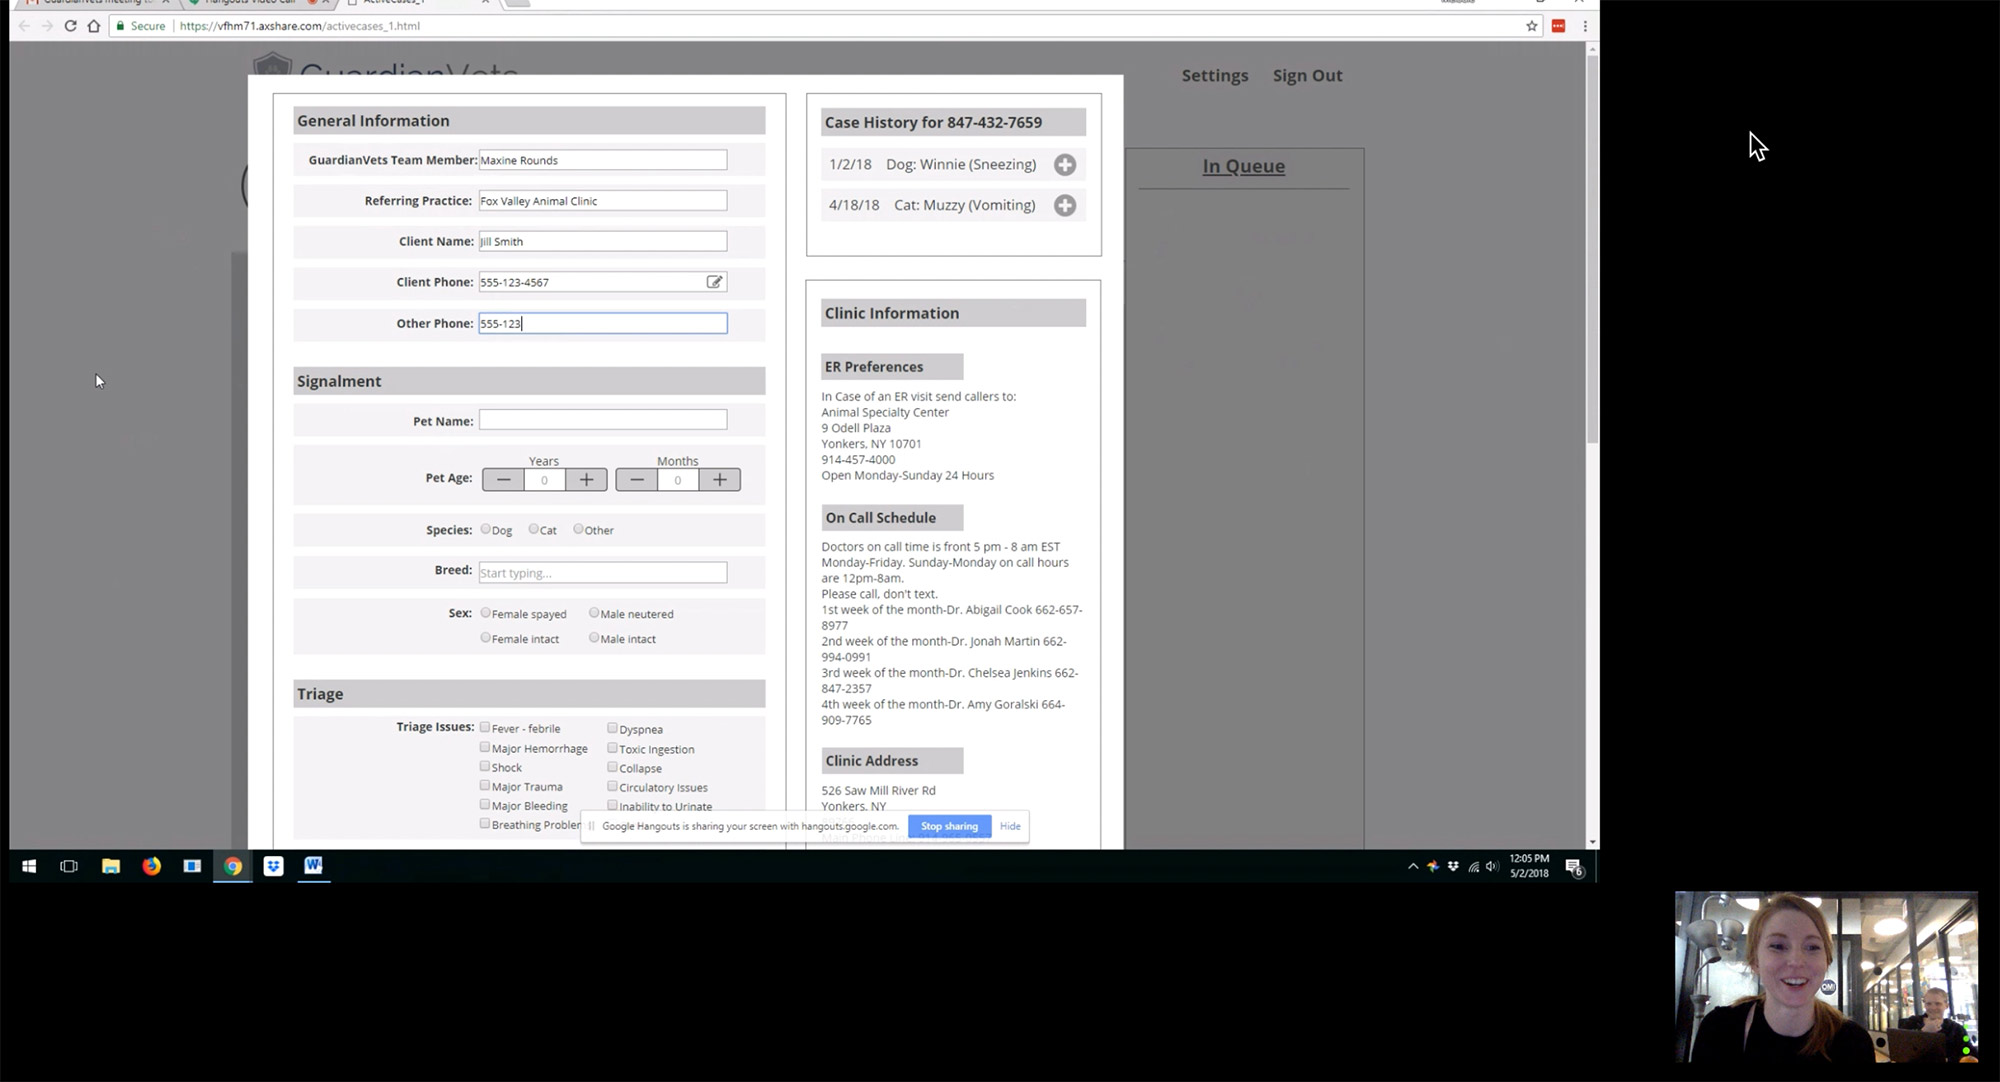 GuardianVets meeting to
Hangouts Video Call
ActiveCases_1
Secure | https://vfhm71.axshare.com/activecases_1.html
GuardianVets
Settings Sign Out
General Information
GuardianVets Team Member: Maxine Rounds
Referring Practice: Fox Valley Animal Clinic
Client Name: Jill Smith
Client Phone: 555-123-4567
Other Phone: 555-123
Signalment
Pet Name:
Years Months
Pet Age: − 0 + − 0 +
Species: Dog Cat Other
Breed: Start typing...
Sex: Female spayed Male neutered
Female intact Male intact
Triage
Triage Issues: Fever - febrile Dyspnea
Major Hemorrhage Toxic Ingestion
Shock Collapse
Major Trauma Circulatory Issues
Major Bleeding Inability to Urinate
Breathing Problem
Case History for 847-432-7659
1/2/18 Dog: Winnie (Sneezing)
4/18/18 Cat: Muzzy (Vomiting)
Clinic Information
ER Preferences
In Case of an ER visit send callers to:
Animal Specialty Center
9 Odell Plaza
Yonkers, NY 10701
914-457-4000
Open Monday-Sunday 24 Hours
On Call Schedule
Doctors on call time is front 5 pm - 8 am EST
Monday-Friday. Sunday-Monday on call hours
are 12pm-8am.
Please call, don't text.
1st week of the month-Dr. Abigail Cook 662-657-
8977
2nd week of the month-Dr. Jonah Martin 662-
994-0991
3rd week of the month-Dr. Chelsea Jenkins 662-
847-2357
4th week of the month-Dr. Amy Goralski 664-
909-7765
Clinic Address
526 Saw Mill River Rd
Yonkers, NY
In Queue
Google Hangouts is sharing your screen with hangouts.google.com. Stop sharing Hide
12:05 PM
5/2/2018
6